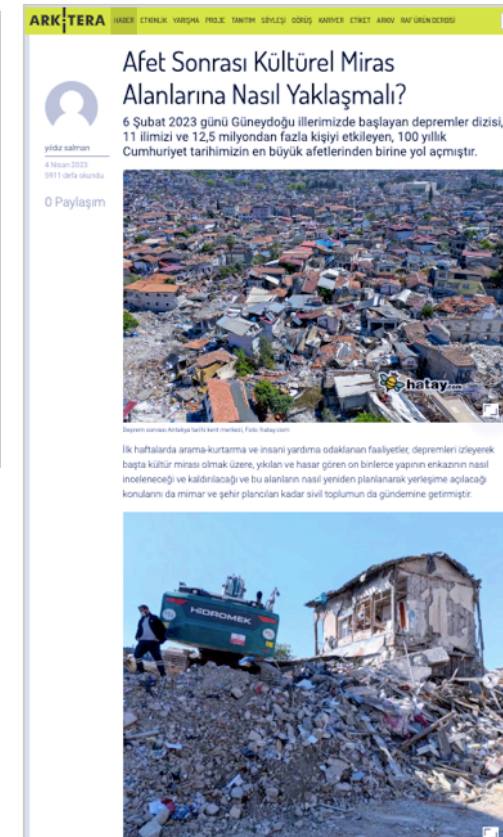 ARKİTERA HABER ETKİNLİK YARIŞMA PROJE TANITIM SÖYLEŞİ GÖRÜŞ KARİYER ETİKET ARKIV RAF ÜRÜN DERGİSİ
Afet Sonrası Kültürel Miras
Alanlarına Nasıl Yaklaşmalı?
6 Şubat 2023 günü Güneydoğu illerimizde başlayan depremler dizisi,
11 ilimizi ve 12,5 milyondan fazla kişiyi etkileyen, 100 yıllık
Cumhuriyet tarihimizin en büyük afetlerinden birine yol açmıştır.
yıldız salman
4 Nisan 2023
5911 defa okundu
0 Paylaşım
hatay.com
Deprem sonrası Antakya tarihi kent merkezi, Foto: hatay.com
İlk haftalarda arama-kurtarma ve insani yardıma odaklanan faaliyetler, depremleri izleyerek
başta kültür mirası olmak üzere, yıkılan ve hasar gören on binlerce yapının enkazının nasıl
inceleneceği ve kaldırılacağı ve bu alanların nasıl yeniden planlanarak yerleşime açılacağı
konularını da mimar ve şehir plancıları kadar sivil toplumun da gündemine getirmiştir.
HİDROMEK